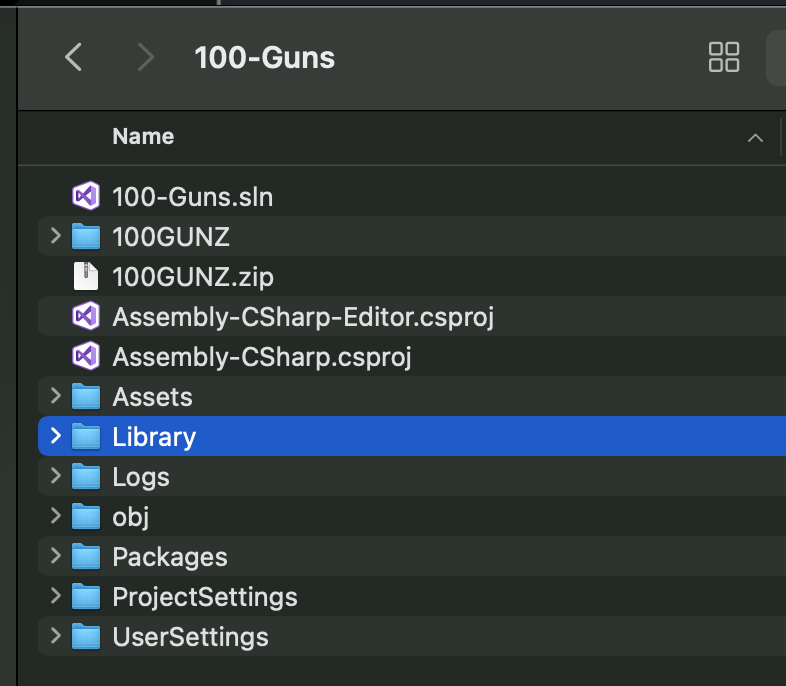 100-Guns
Name
100-Guns.sln
100GUNZ
100GUNZ.zip
Assembly-CSharp-Editor.csproj
Assembly-CSharp.csproj
Assets
Library
Logs
obj
Packages
ProjectSettings
UserSettings